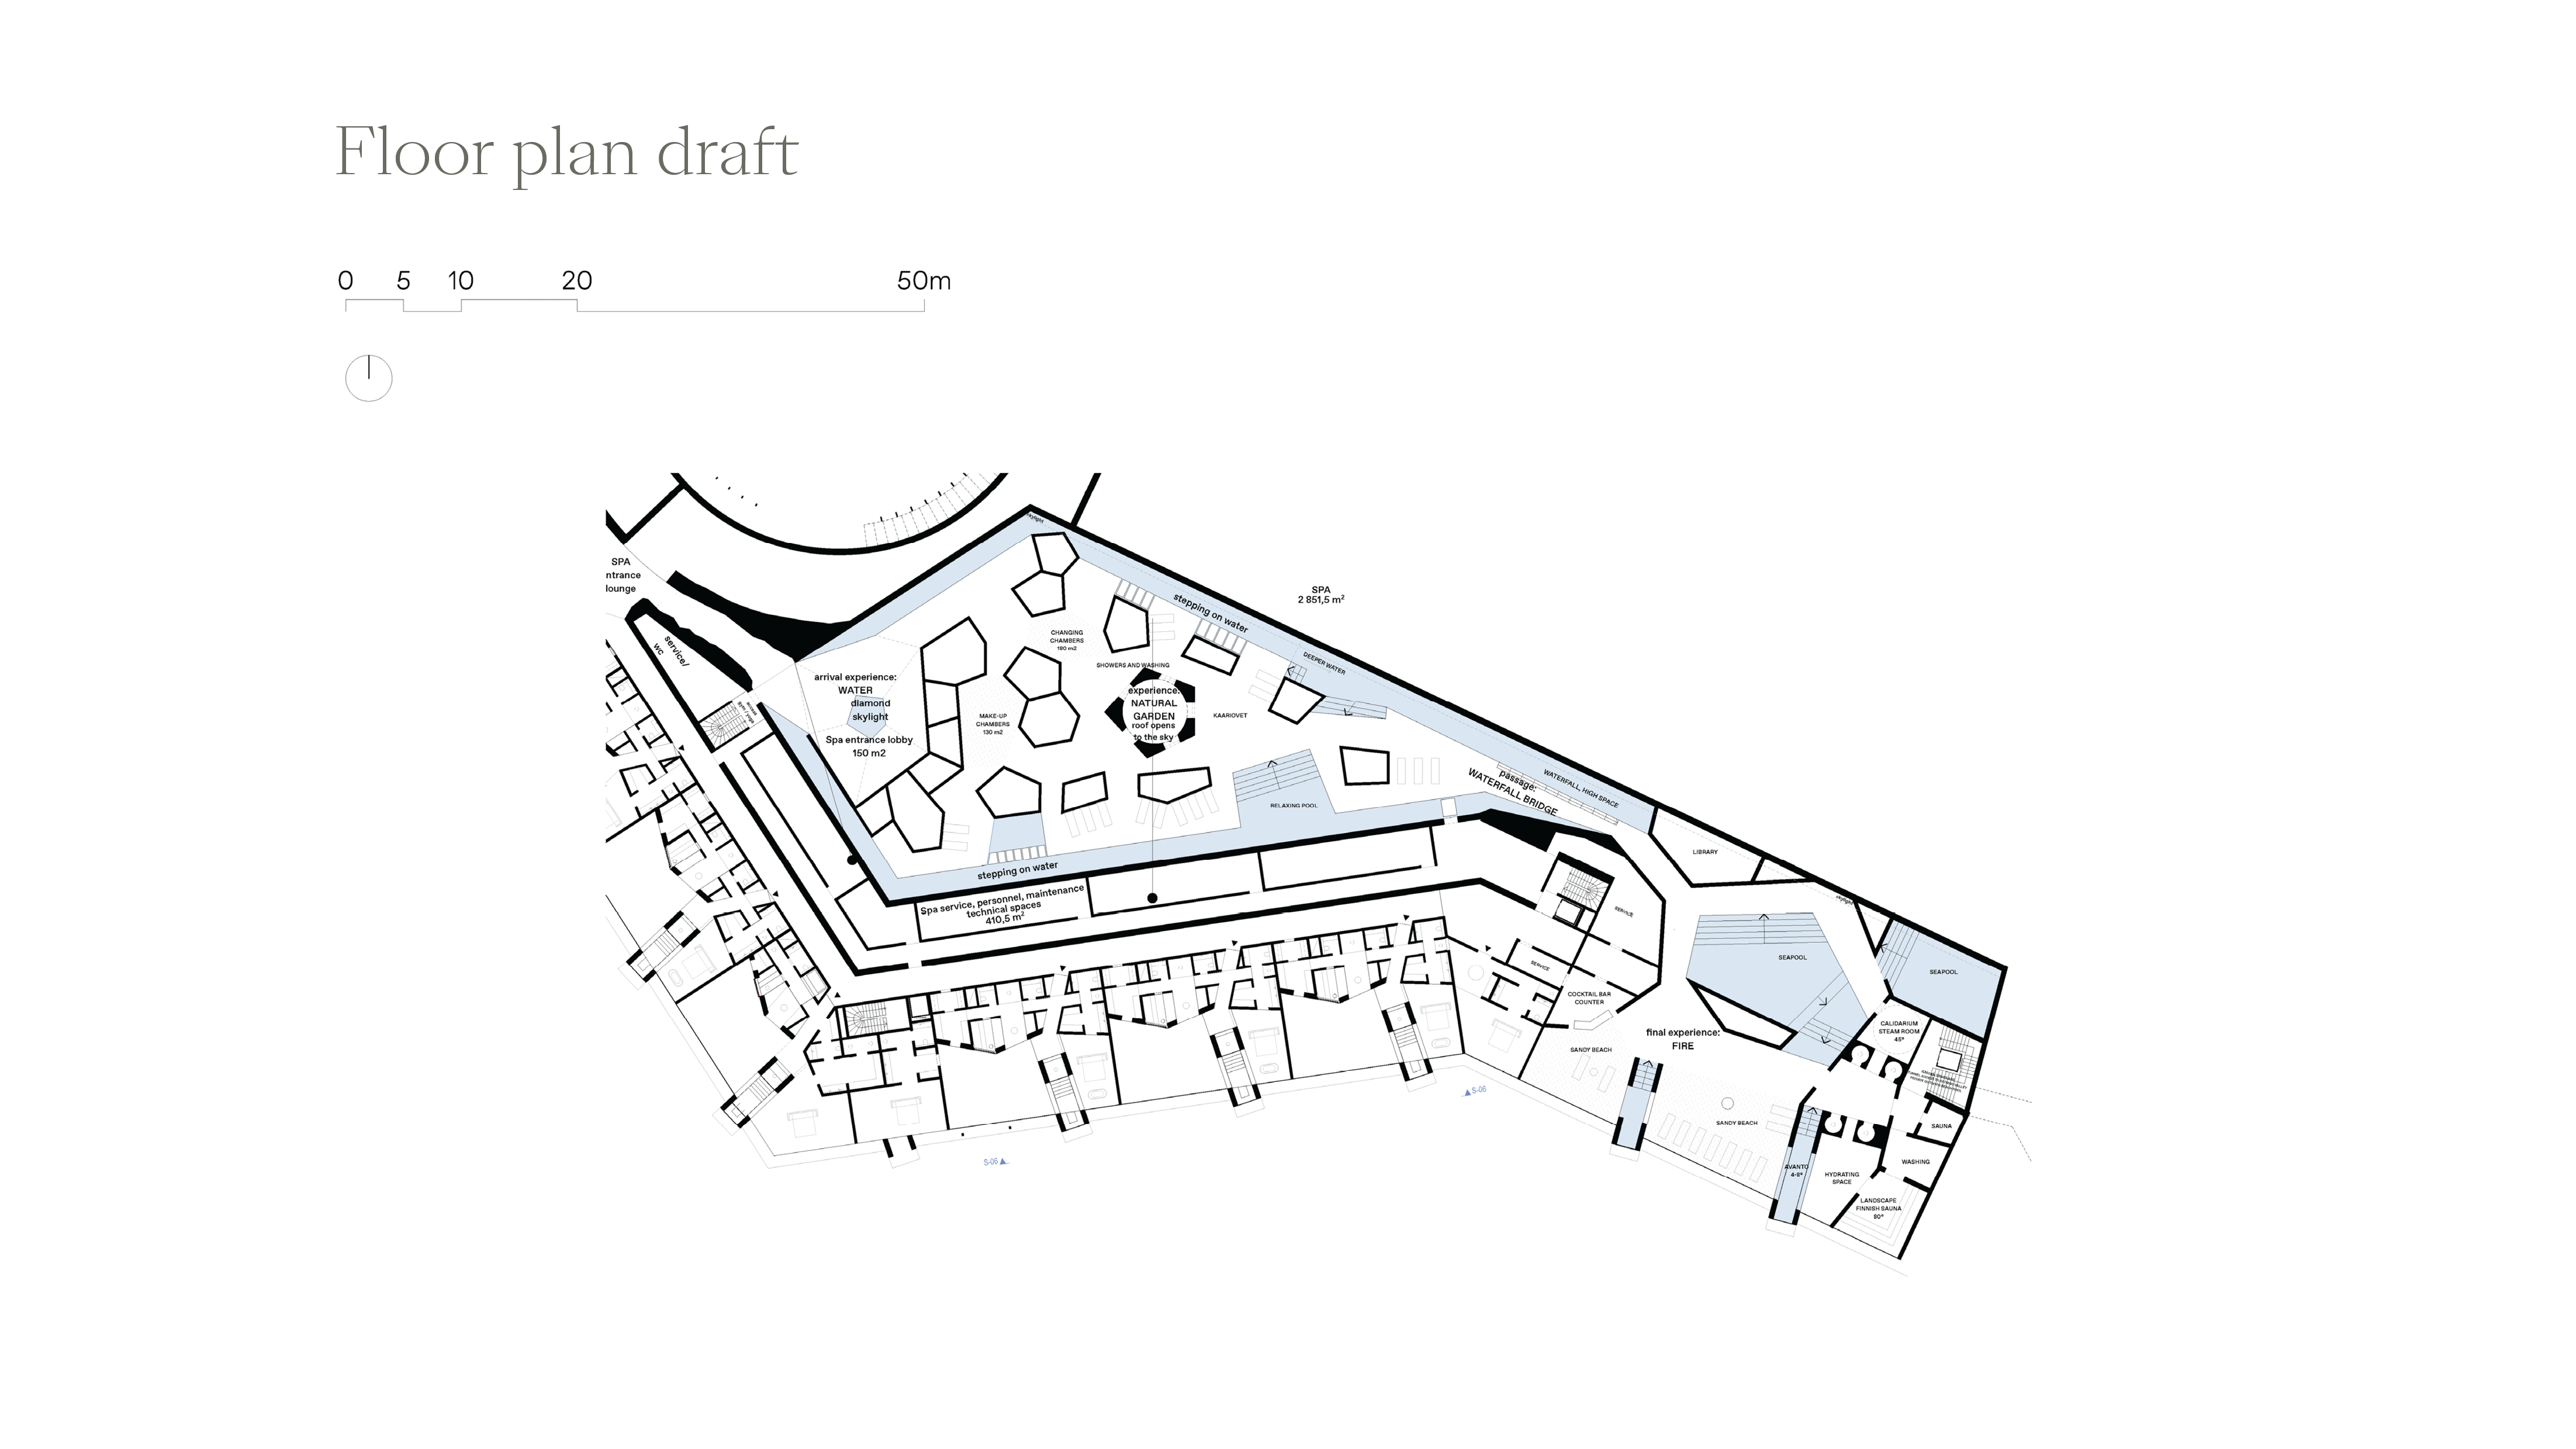 Floor plan draft
0 5 10 20 50m
SPA
ntrance
lounge
service/
wc
skylight
SPA
2 851,5 m²
stepping on water
CHANGING
CHAMBERS
180 m2
SHOWERS AND WASHING
DEEPER WATER
arrival experience:
WATER
diamond
skylight
Spa entrance lobby
150 m2
MAKE-UP
CHAMBERS
130 m2
experience:
NATURAL
GARDEN
roof opens
to the sky
KAARIOVET
RELAXING POOL
passage:
WATERFALL BRIDGE
WATERFALL, HIGH SPACE
stepping on water
Spa service, personnel, maintenance
technical spaces
410,5 m²
LIBRARY
skylight
SERVICE
SERVICE
SEAPOOL
SEAPOOL
COCKTAIL BAR
COUNTER
final experience:
FIRE
CALIDARIUM
STEAM ROOM
45°
SANDY BEACH
SANDY BEACH
SAUNA
WASHING
AVANTO
4-8°
HYDRATING
SPACE
LANDSCAPE
FINNISH SAUNA
80°
S-06
S-06